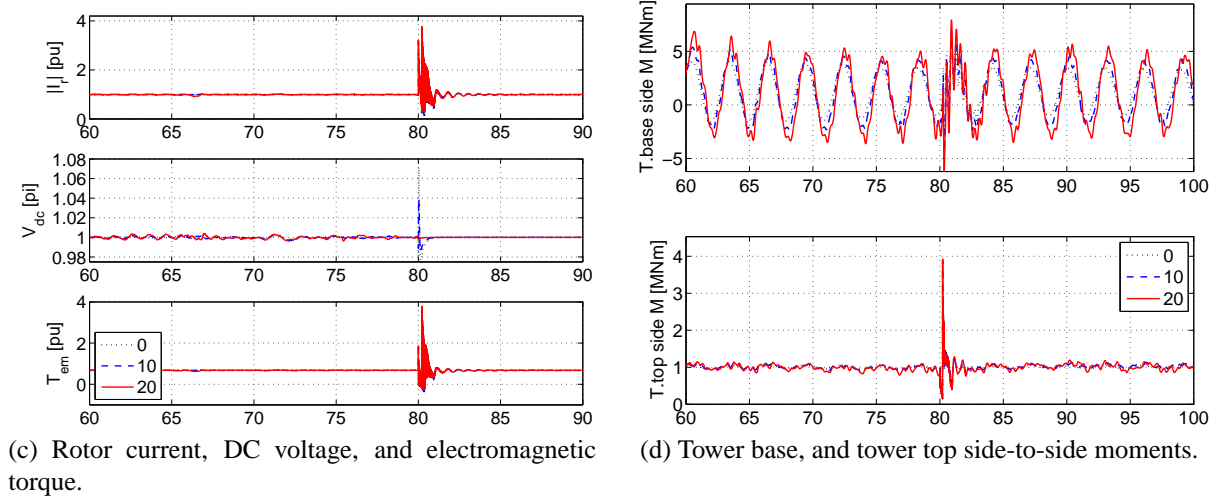 |I_r| [pu]
4
2
0
60 65 70 75 80 85 90
V_dc [pi]
1.08
1.06
1.04
1.02
1
0.98
60 65 70 75 80 85 90
T_em [pu]
4
2
0
0
10
20
60 65 70 75 80 85 90
(c) Rotor current, DC voltage, and electromagnetic
torque.
T.base side M [MNm]
5
0
−5
60 65 70 75 80 85 90 95 100
T.top side M [MNm]
4
3
2
1
0
0
10
20
60 65 70 75 80 85 90 95 100
(d) Tower base, and tower top side-to-side moments.